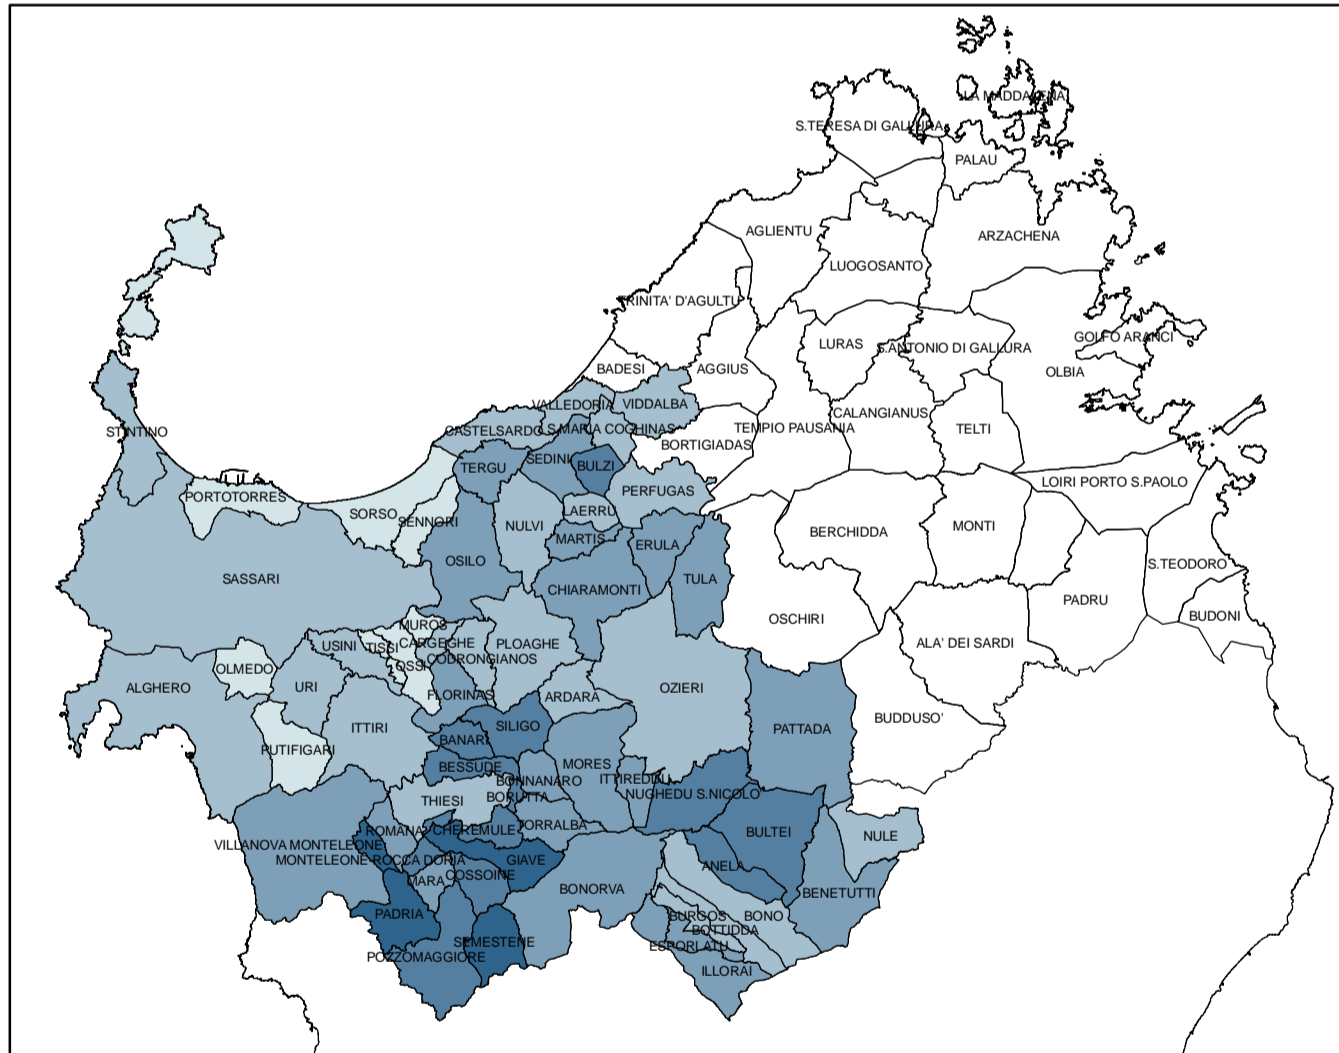 LA MADDALENA
S.TERESA DI GALLURA
PALAU
AGLIENTU
ARZACHENA
LUOGOSANTO
TRINITA' D'AGULTU
GOLFO ARANCI
LURAS
S.ANTONIO DI GALLURA
BADESI
AGGIUS
OLBIA
VALLEDORIA
VIDDALBA
CALANGIANUS
TEMPIO PAUSANIA
TELTI
CASTELSARDO
S.MARIA COGHINAS
STINTINO
BORTIGIADAS
SEDINI
BULZI
TERGU
LOIRI PORTO S.PAOLO
PERFUGAS
PORTOTORRES
SORSO
SENNORI
NULVI
LAERRU
MARTIS
BERCHIDDA
MONTI
ERULA
OSILO
S.TEODORO
SASSARI
TULA
CHIARAMONTI
PADRU
BUDONI
OSCHIRI
MUROS
USINI
TISSI
CARGEGHE
PLOAGHE
ALA' DEI SARDI
CODRONGIANOS
OSSI
OLMEDO
ALGHERO
URI
OZIERI
FLORINAS
ARDARA
BUDDUSO'
ITTIRI
SILIGO
PATTADA
BANARI
PUTIFIGARI
BESSUDE
MORES
BONNANARO
ITTIREDDU
NUGHEDU S.NICOLO
THIESI
BORUTTA
TORRALBA
ROMANA
CHEREMULE
BULTEI
NULE
VILLANOVA MONTELEONE
MONTELEONE ROCCA DORIA
GIAVE
ANELA
COSSOINE
MARA
BONORVA
BENETUTTI
PADRIA
BURGOS
BONO
BOTTIDDA
SEMESTENE
ESPORLATU
POZZOMAGGIORE
ILLORAI